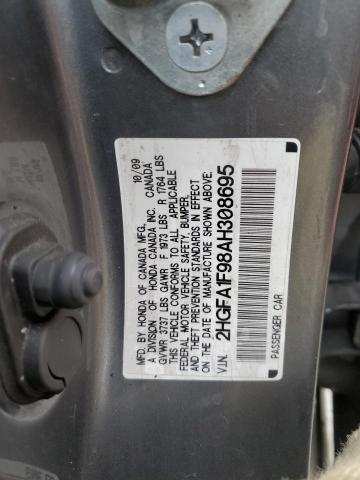 MFD. BY HONDA OF CANADA MFG. 10/09
A DIVISION OF HONDA CANADA INC. CANADA
GVWR 3737 LBS GAWR F 1973 LBS R 1764 LBS
THIS VEHICLE CONFORMS TO ALL APPLICABLE
FEDERAL MOTOR VEHICLE SAFETY, BUMPER,
AND THEFT PREVENTION STANDARDS IN EFFECT
ON THE DATE OF MANUFACTURE SHOWN ABOVE:
V.I.N. 2HGFA1F98AH308695
PASSENGER CAR